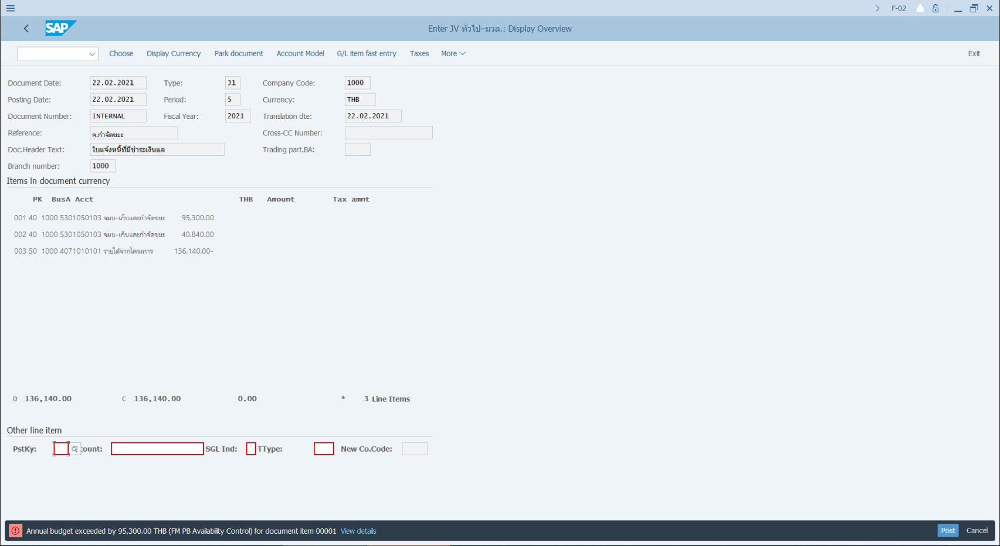 F-02
SAP
Enter JV ทั่วไป–มวล.: Display Overview
Choose Display Currency Park document Account Model G/L item fast entry Taxes More Exit
Document Date: 22.02.2021 Type: J1 Company Code: 1000
Posting Date: 22.02.2021 Period: 5 Currency: THB
Document Number: INTERNAL Fiscal Year: 2021 Translation dte: 22.02.2021
Reference: ค.กำจัดขยะ Cross-CC Number:
Doc.Header Text: ใบแจ้งหนี้ที่มีชำระเงินแล Trading part.BA:
Branch number: 1000
Items in document currency
PK BusA Acct THB Amount Tax amnt
001 40 1000 5301050103 จมบ-เก็บและกำจัดขยะ 95,300.00
002 40 1000 5301050103 จมบ-เก็บและกำจัดขยะ 40,840.00
003 50 1000 4071010101 รายได้จากโครงการ 136,140.00-
D 136,140.00 C 136,140.00 0.00 * 3 Line Items
Other line item
PstKy: count: SGL Ind: TType: New Co.Code:
Annual budget exceeded by 95,300.00 THB (FM PB Availability Control) for document item 00001 View details Post Cancel